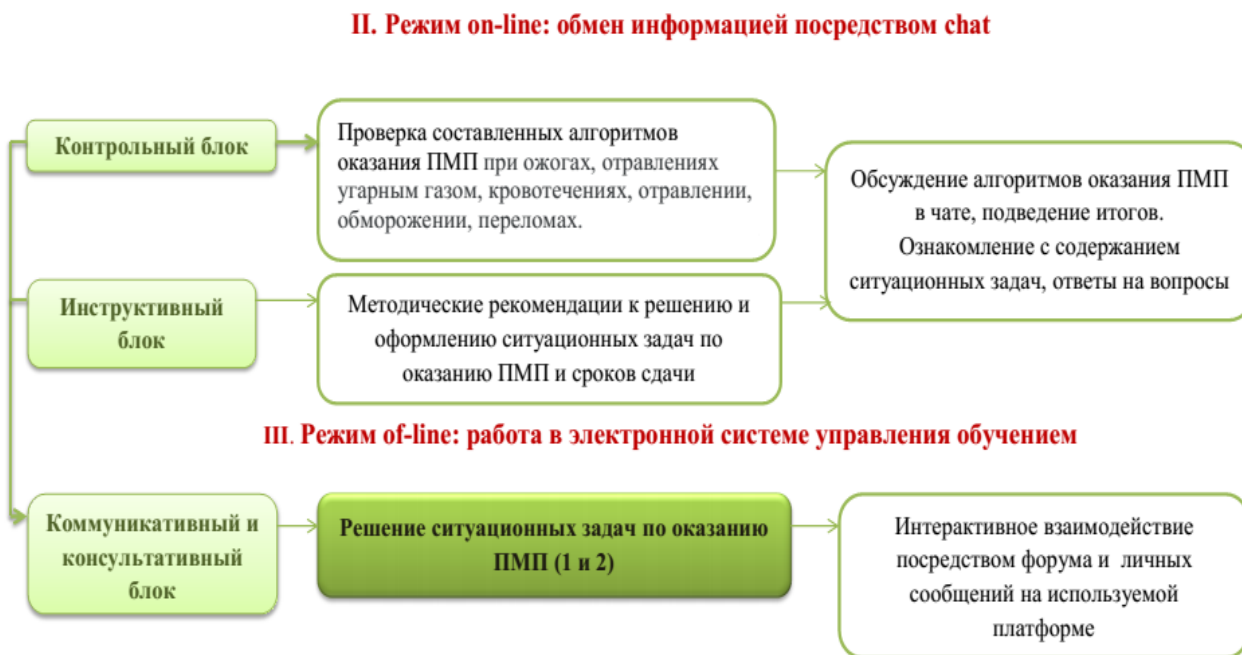 II. Режим on-line: обмен информацией посредством chat
Контрольный блок
Проверка составленных алгоритмов
оказания ПМП при ожогах, отравлениях
угарным газом, кровотечениях, отравлении,
обморожении, переломах.
Обсуждение алгоритмов оказания ПМП
в чате, подведение итогов.
Ознакомление с содержанием
ситуационных задач, ответы на вопросы
Инструктивный
блок
Методические рекомендации к решению и
оформлению ситуационных задач по
оказанию ПМП и сроков сдачи
III. Режим of-line: работа в электронной системе управления обучением
Коммуникативный и
консультативный
блок
Решение ситуационных задач по оказанию
ПМП (1 и 2)
Интерактивное взаимодействие
посредством форума и личных
сообщений на используемой
платформе